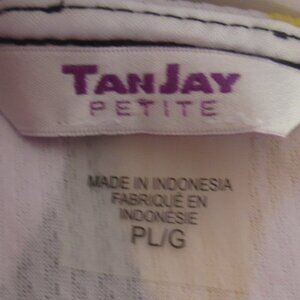 TANJAY
PETITE
MADE IN INDONESIA
FABRIQUÉ EN
INDONÉSIE
PL/G